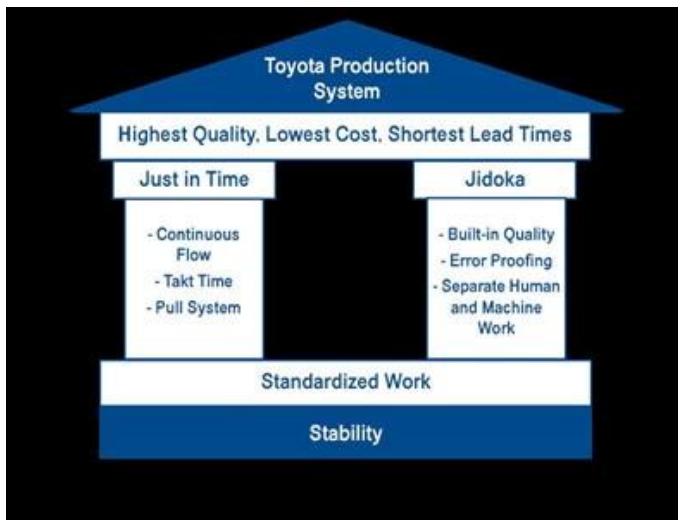 Toyota Production
System
Highest Quality, Lowest Cost, Shortest Lead Times
Just in Time
- Continuous
Flow
- Takt Time
- Pull System
Jidoka
- Built-in Quality
- Error Proofing
- Separate Human
and Machine
Work
Standardized Work
Stability